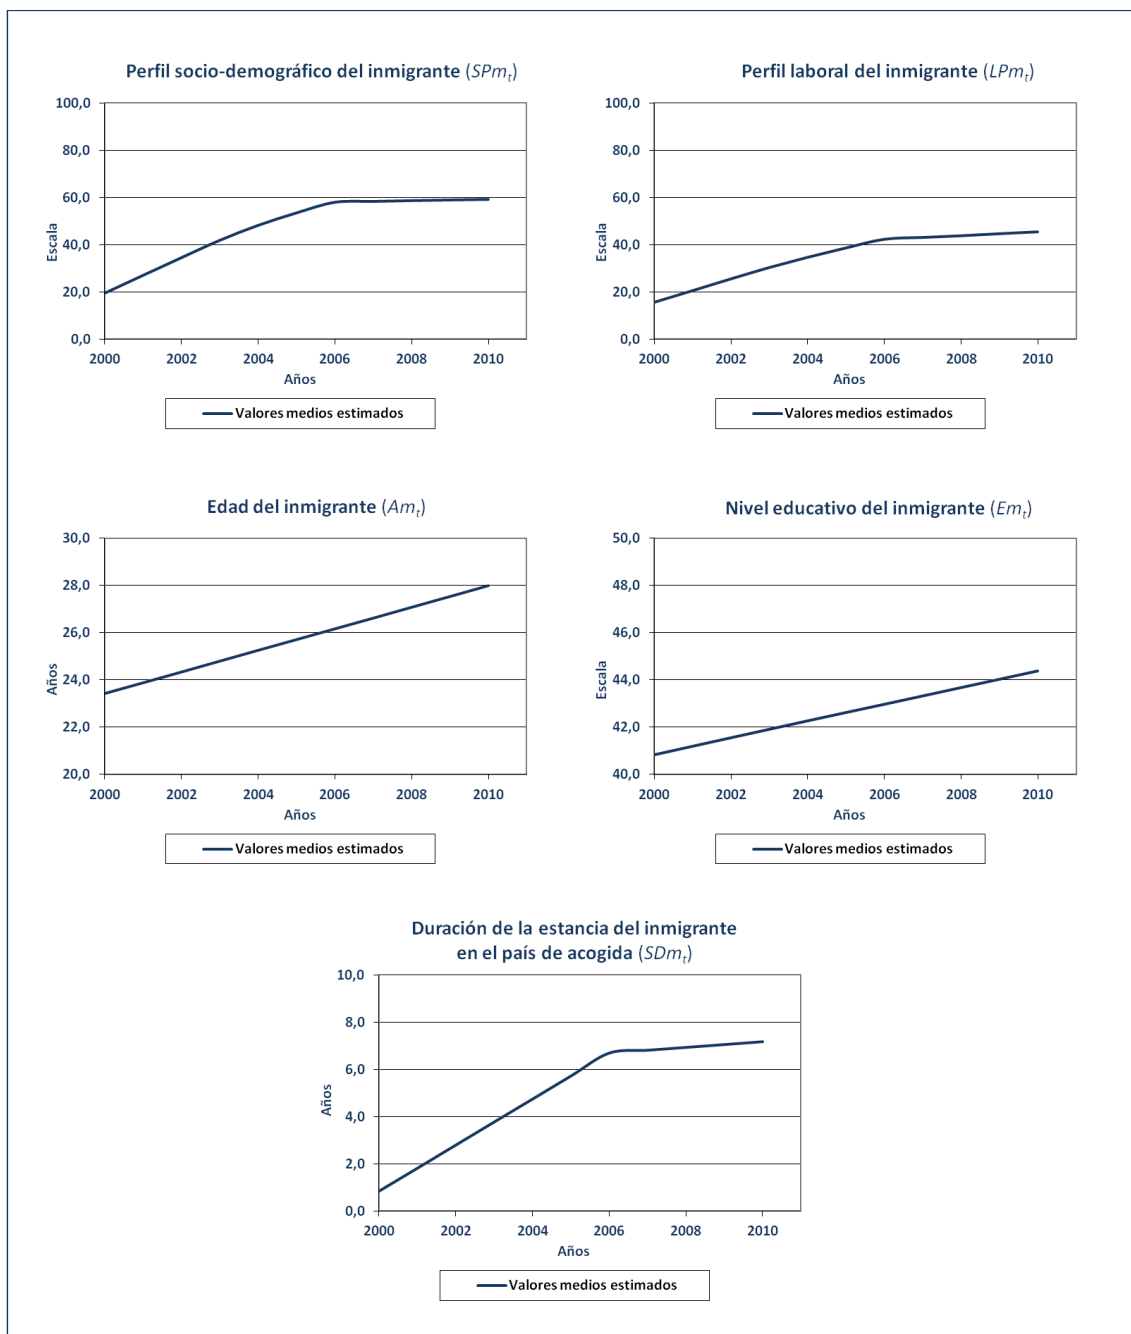 Perfil socio-demográfico del inmigrante (SPmt)
100,0
80,0
60,0
40,0
20,0
0,0
Escala
2000 2002 2004 2006 2008 2010
Años
Valores medios estimados
Perfil laboral del inmigrante (LPmt)
100,0
80,0
60,0
40,0
20,0
0,0
Escala
2000 2002 2004 2006 2008 2010
Años
Valores medios estimados
Edad del inmigrante (Amt)
30,0
28,0
26,0
24,0
22,0
20,0
Años
2000 2002 2004 2006 2008 2010
Años
Valores medios estimados
Nivel educativo del inmigrante (Emt)
50,0
48,0
46,0
44,0
42,0
40,0
Escala
2000 2002 2004 2006 2008 2010
Años
Valores medios estimados
Duración de la estancia del inmigrante
en el país de acogida (SDmt)
10,0
8,0
6,0
4,0
2,0
0,0
Años
2000 2002 2004 2006 2008 2010
Años
Valores medios estimados